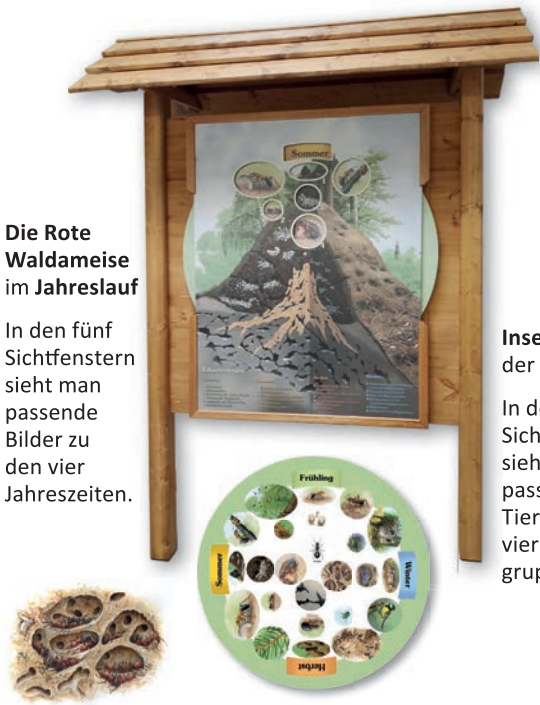 Sommer
Die Rote
Waldameise
im Jahreslauf
In den fünf
Sichtfenstern
sieht man
passende
Bilder zu
den vier
Jahreszeiten.
Inse
der
In de
Sich
sieh
pass
Tier
vier
grup
Frühling
Sommer
Winter
Herbst